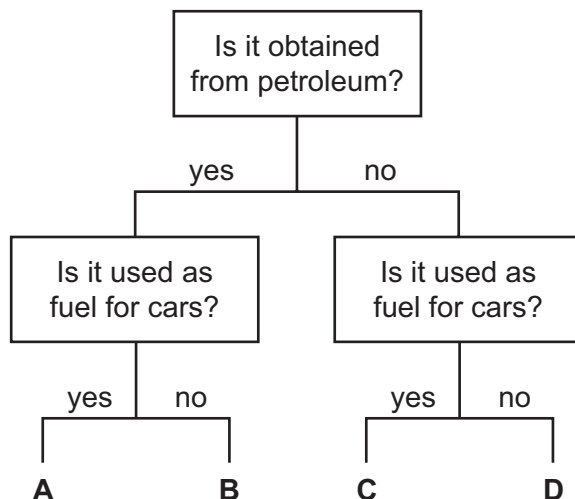 Is it obtained
from petroleum?
yes no
Is it used as
fuel for cars?
Is it used as
fuel for cars?
yes no
yes no
A B C D